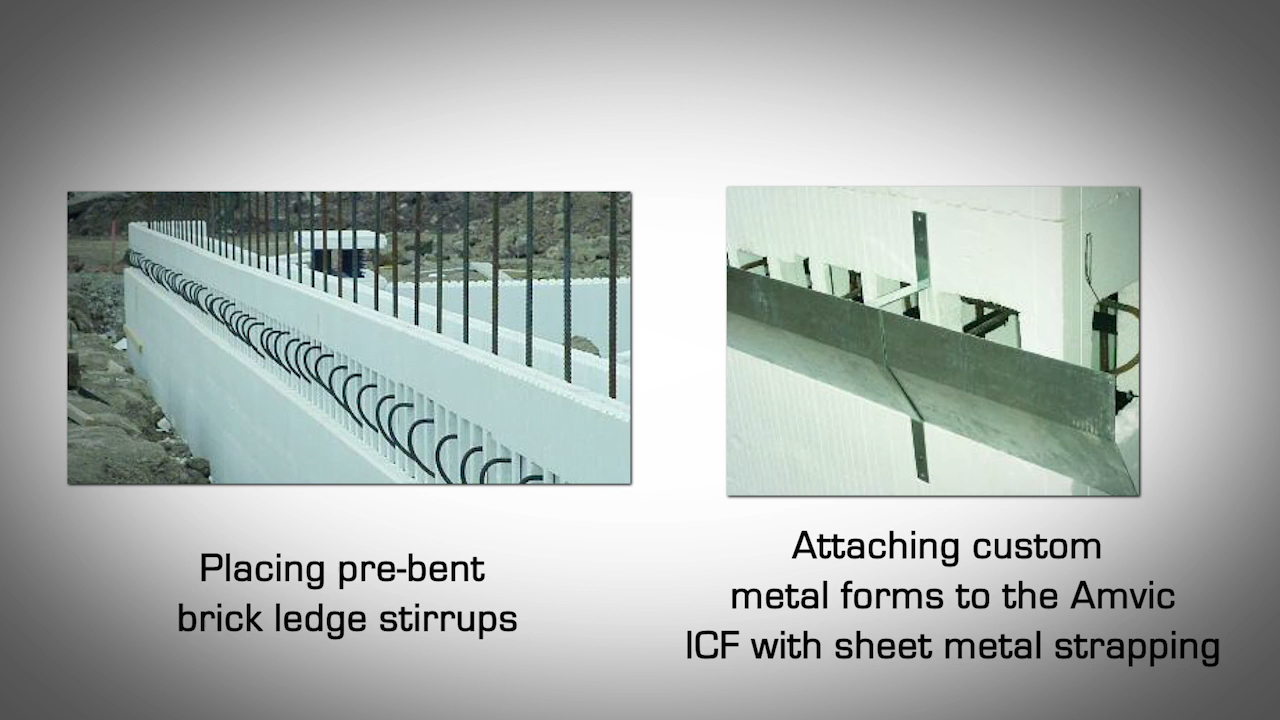 Placing pre-bent
brick ledge stirrups
Attaching custom
metal forms to the Amvic
ICF with sheet metal strapping